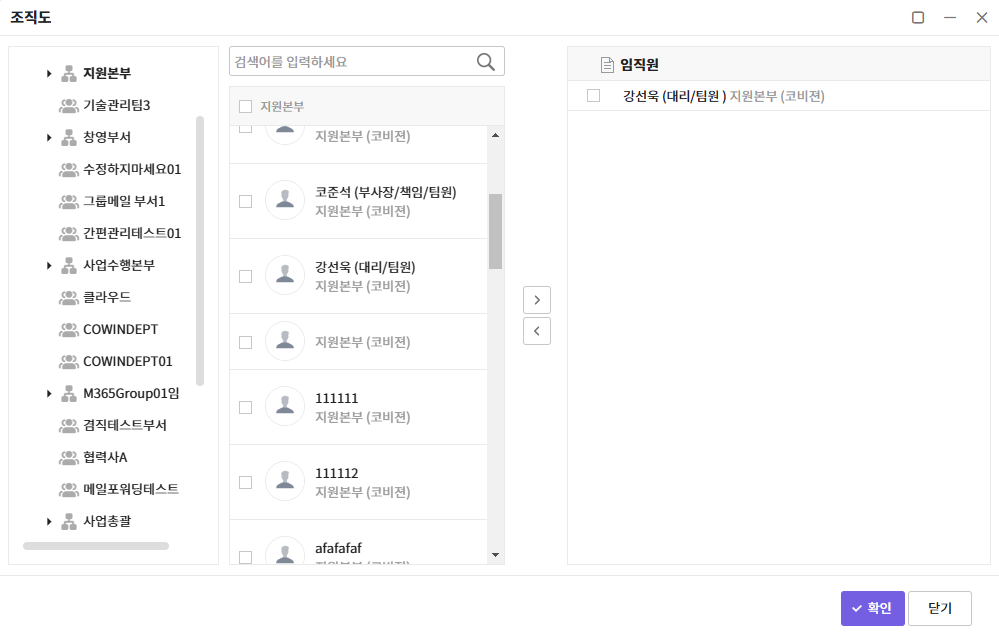 조직도
지원본부
기술관리팀3
창영부서
수정하지마세요01
그룹메일 부서1
간편관리테스트01
사업수행본부
클라우드
COWINDEPT
COWINDEPT01
M365Group01임
겸직테스트부서
협력사A
메일포워딩테스트
사업총괄
검색어를 입력하세요
지원본부
지원본부 (코비젼)
코준석 (부사장/책임/팀원)
지원본부 (코비젼)
강선욱 (대리/팀원)
지원본부 (코비젼)
지원본부 (코비젼)
111111
지원본부 (코비젼)
111112
지원본부 (코비젼)
afafafaf
임직원
강선욱 (대리/팀원 ) 지원본부 (코비젼)
확인
닫기